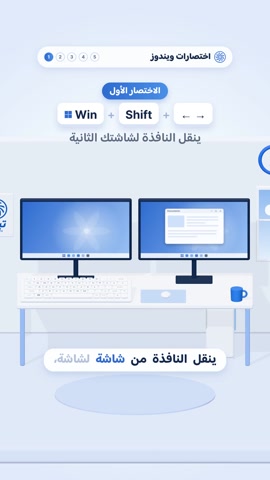 اختصارات ويندوز
1 2 3 4 5
الاختصار الأول
Win + Shift + ← →
ينقل النافذة لشاشتك الثانية
ينقل النافذة من شاشة لشاشة،